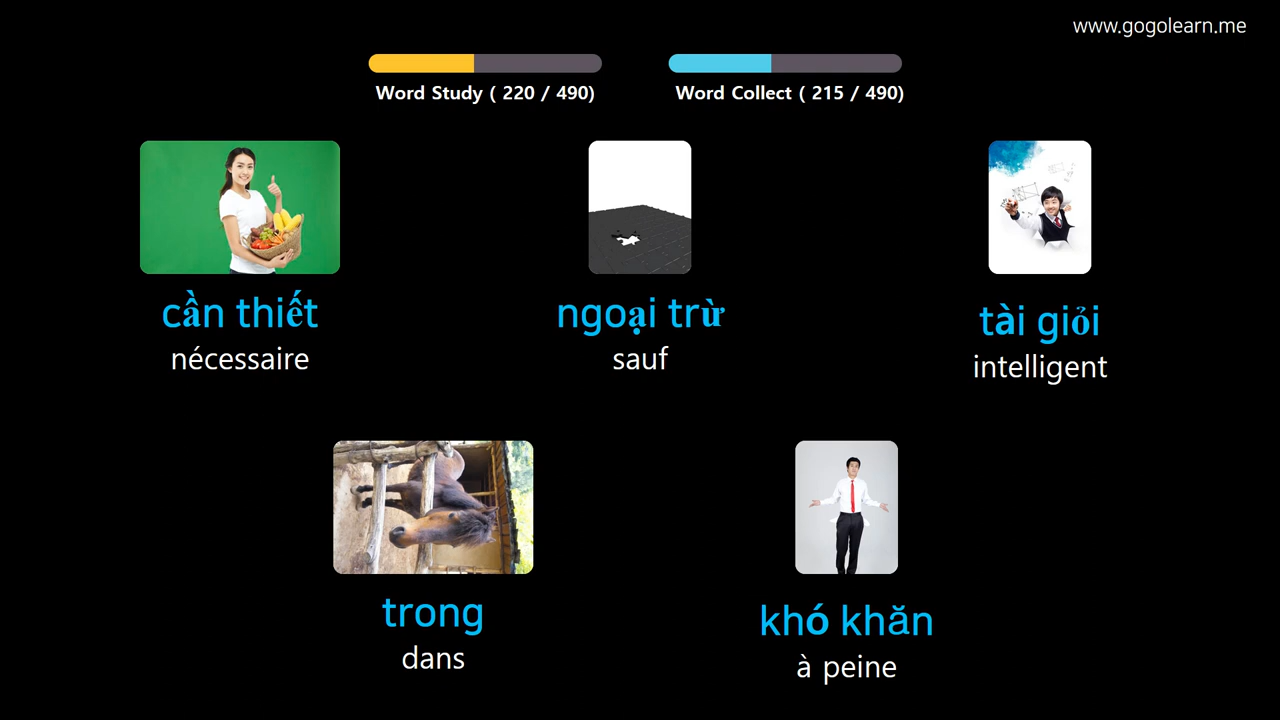 www.gogolearn.me
Word Study ( 220 / 490)
Word Collect ( 215 / 490)
cần thiết
nécessaire
ngoại trừ
sauf
tài giỏi
intelligent
trong
dans
khó khăn
à peine